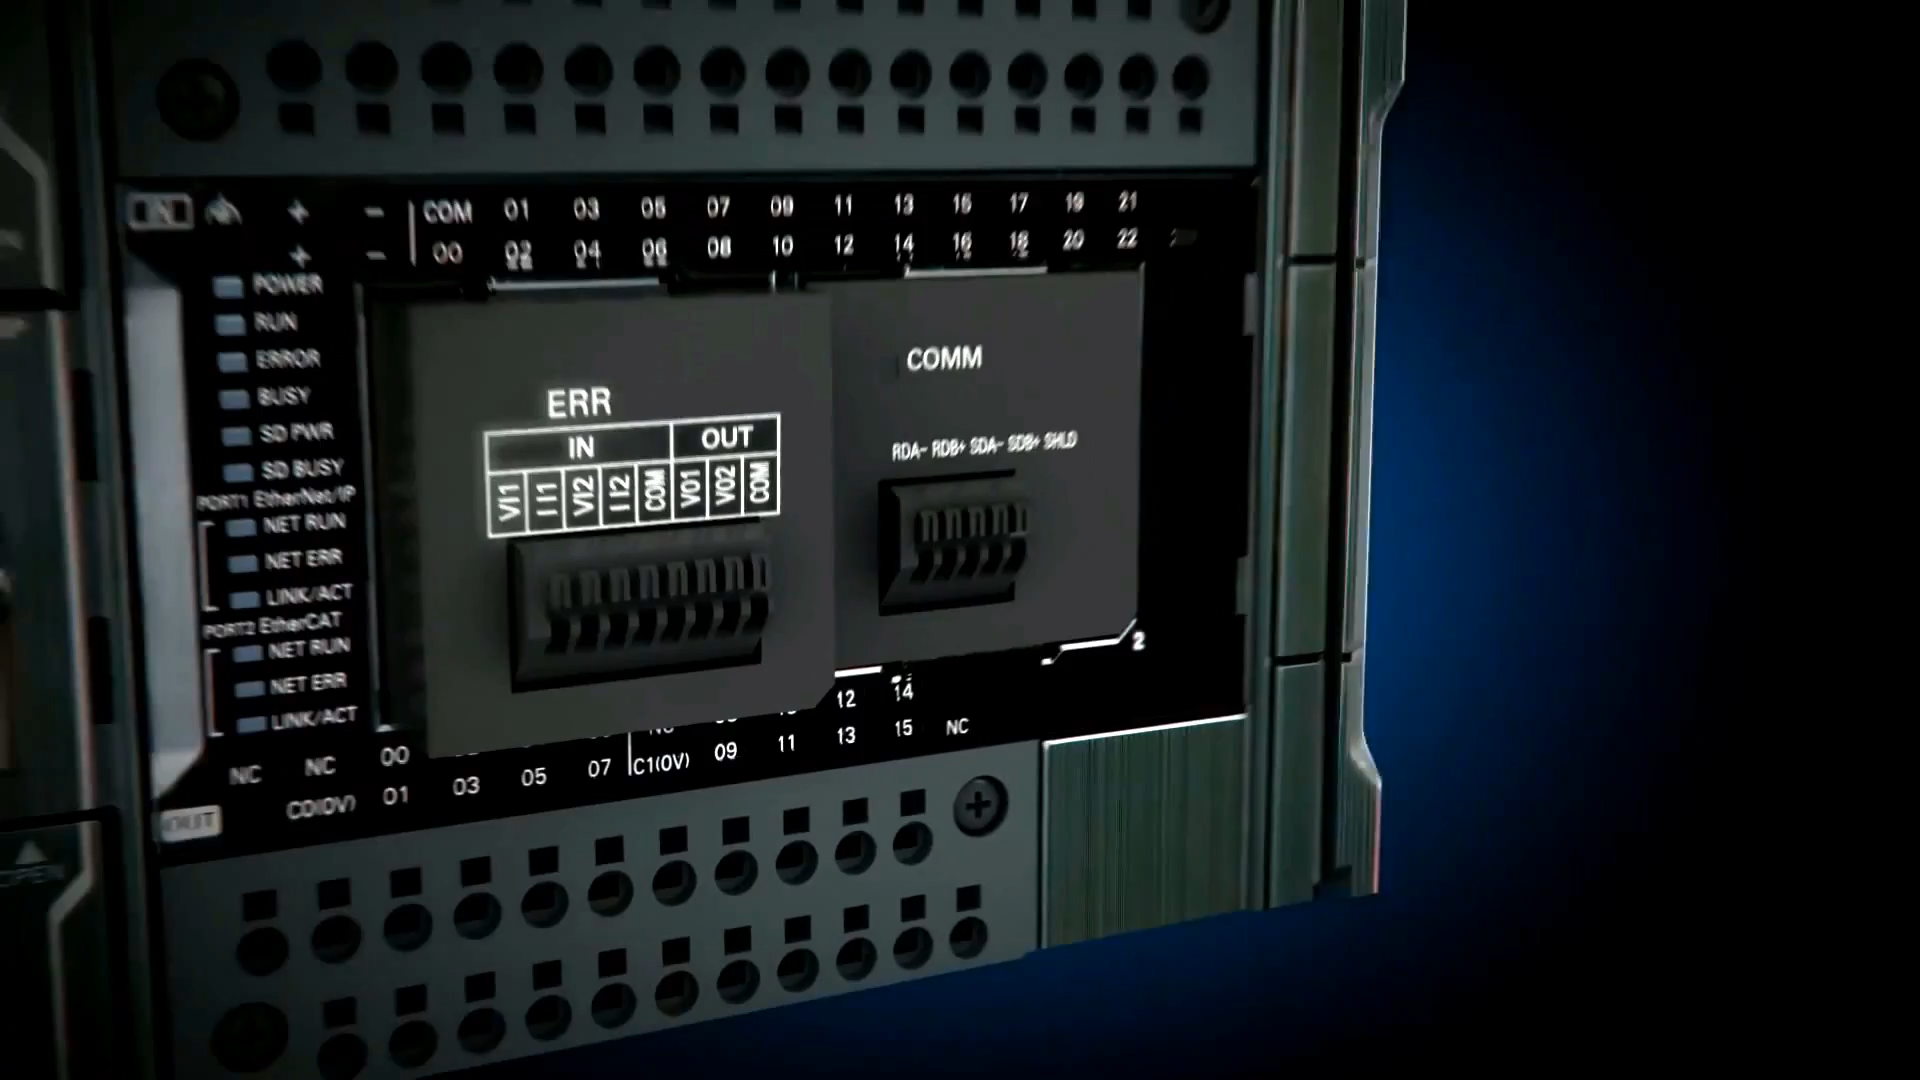 IN + − COM 01 03 05 07 09 11 13 15 17 19 21
+ − 00 02 04 06 08 10 12 14 16 18 20 22
POWER
RUN
ERROR
BUSY
SD PWR
SD BUSY
PORT1 EtherNet/IP
NET RUN
NET ERR
LINK/ACT
PORT2 EtherCAT
NET RUN
NET ERR
LINK/ACT
ERR
IN OUT
VI1 II1 VI2 II2 COM VO1 VO2 COM
COMM
RDA- RDB+ SDA- SDB+ SHLD
2
NC NC 00 12 14
C0(0V) 01 03 05 07 C1(0V) 09 11 13 15 NC
OUT
OPEN